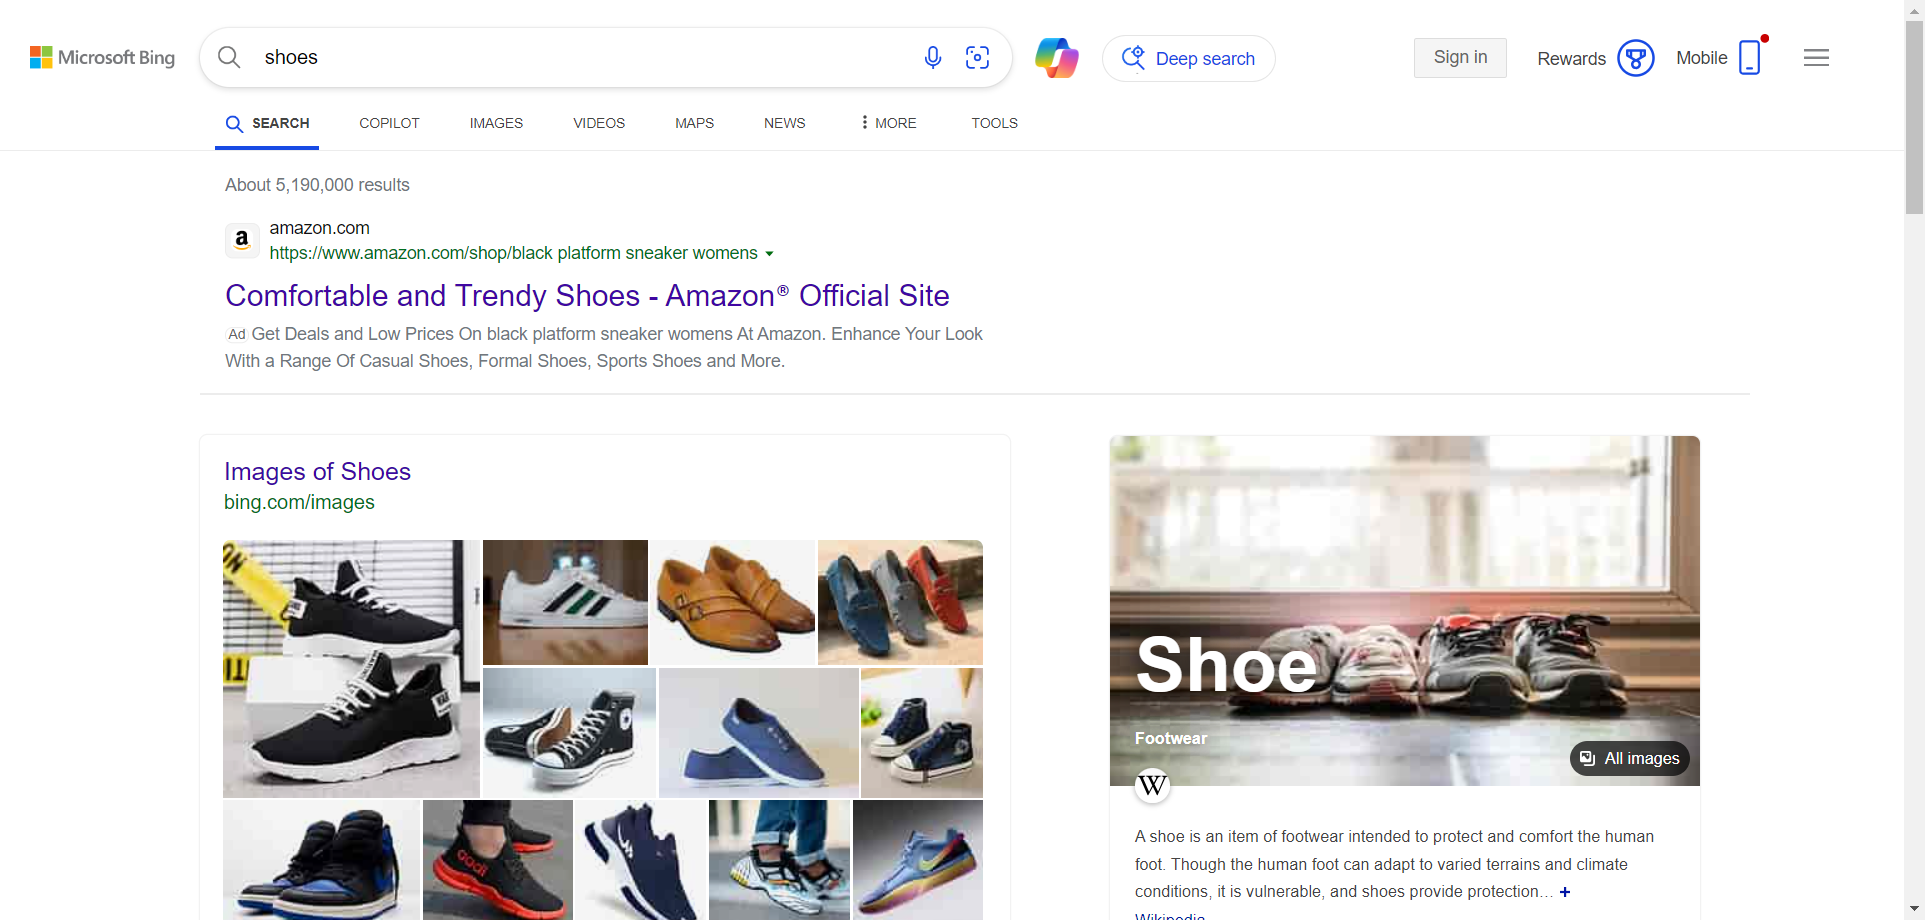 Microsoft Bing
shoes
Deep search
Sign in
Rewards
Mobile
SEARCH
COPILOT
IMAGES
VIDEOS
MAPS
NEWS
MORE
TOOLS
About 5,190,000 results
a
amazon.com
https://www.amazon.com/shop/black platform sneaker womens
Comfortable and Trendy Shoes - Amazon® Official Site
Ad Get Deals and Low Prices On black platform sneaker womens At Amazon. Enhance Your Look
With a Range Of Casual Shoes, Formal Shoes, Sports Shoes and More.
Images of Shoes
bing.com/images
Shoe
Footwear
All images
W
A shoe is an item of footwear intended to protect and comfort the human
foot. Though the human foot can adapt to varied terrains and climate
conditions, it is vulnerable, and shoes provide protection… +
Wikipedia